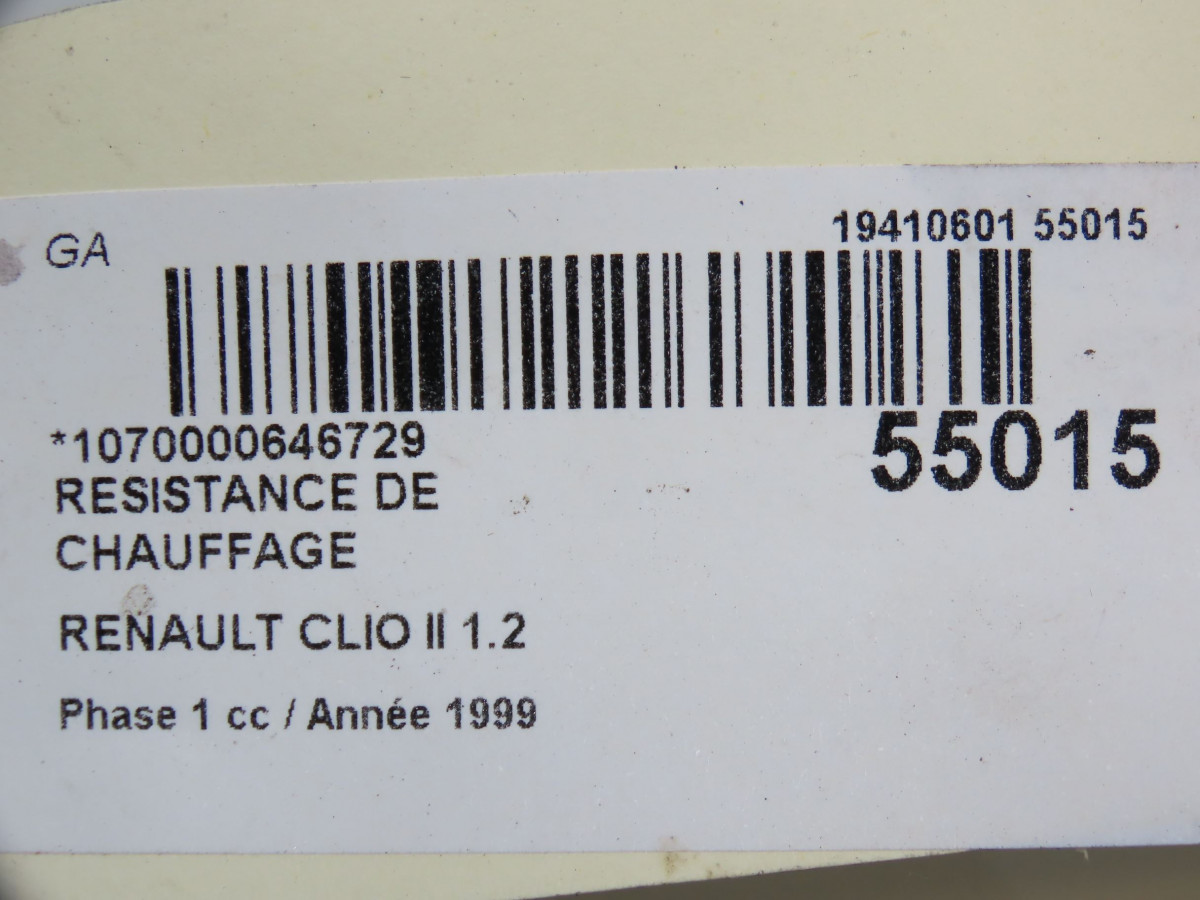 GA
19410601 55015
*1070000646729
55015
RESISTANCE DE
CHAUFFAGE
RENAULT CLIO II 1.2
Phase 1 cc / Année 1999